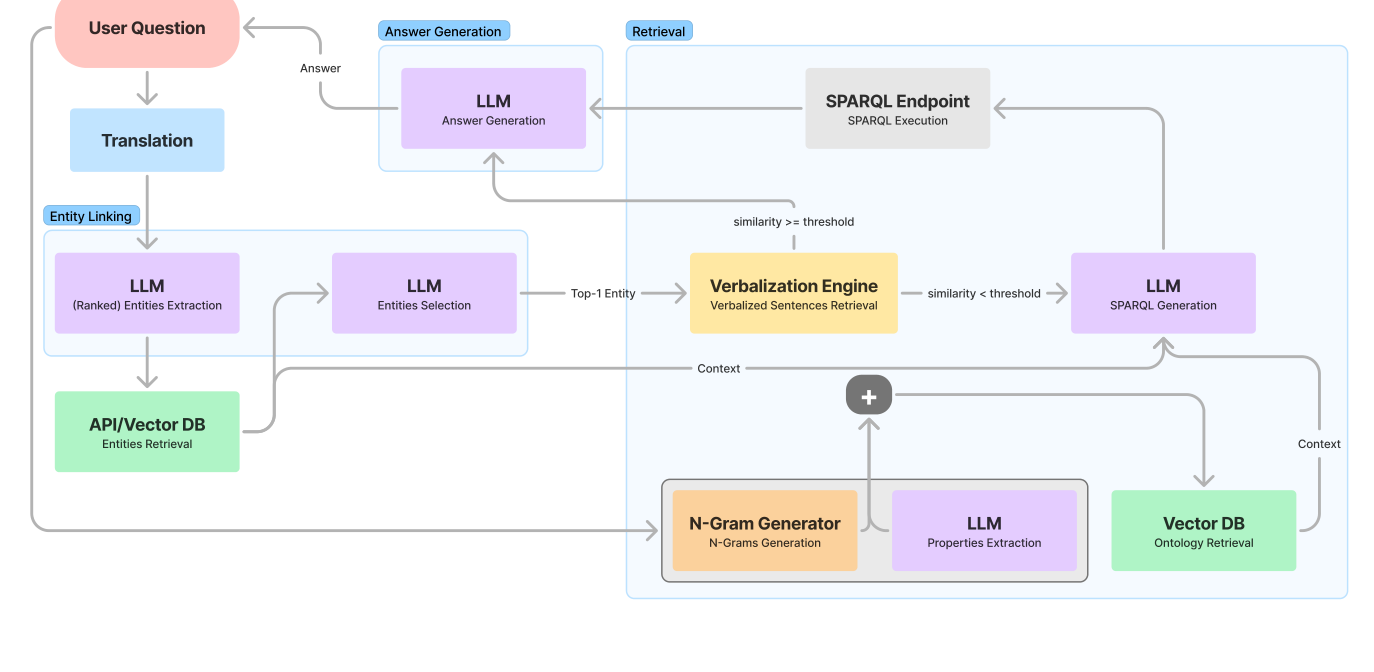 User Question
Answer Generation
Retrieval
Answer
LLM
Answer Generation
SPARQL Endpoint
SPARQL Execution
Translation
Entity Linking
similarity >= threshold
LLM
(Ranked) Entities Extraction
LLM
Entities Selection
Top-1 Entity
Verbalization Engine
Verbalized Sentences Retrieval
similarity < threshold
LLM
SPARQL Generation
Context
+
API/Vector DB
Entities Retrieval
Context
N-Gram Generator
N-Grams Generation
LLM
Properties Extraction
Vector DB
Ontology Retrieval